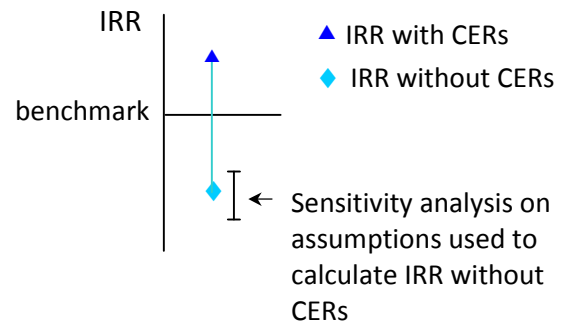 IRR
IRR with CERs
IRR without CERs
benchmark
Sensitivity analysis on
assumptions used to
calculate IRR without
CERs